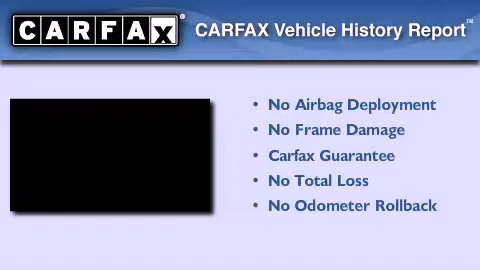 CARFAX® CARFAX Vehicle History Report™
• No Airbag Deployment
• No Frame Damage
• Carfax Guarantee
• No Total Loss
• No Odometer Rollback